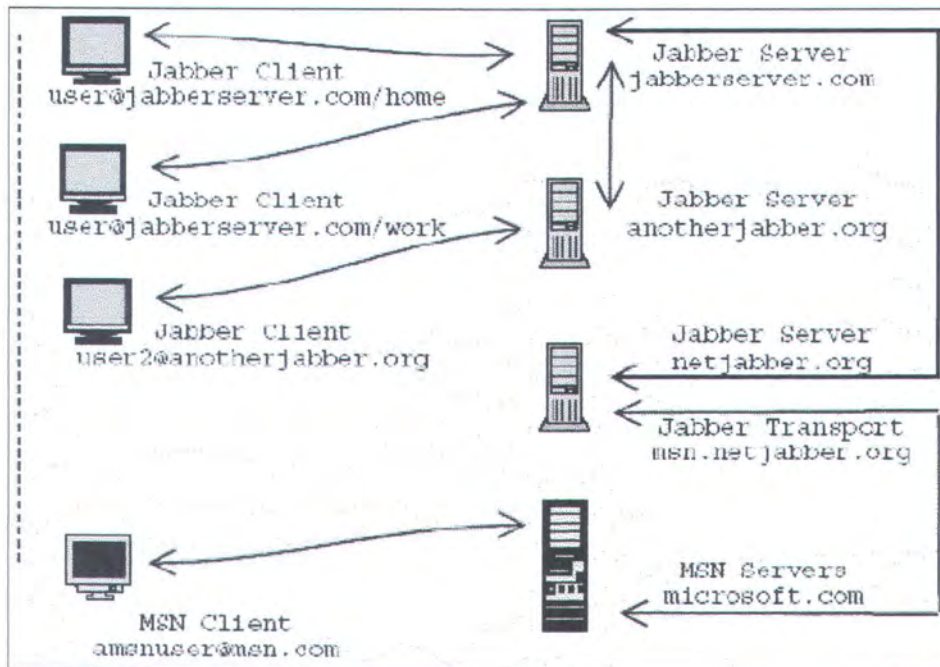 Jabber Client
user@jabberserver.com/home
Jabber Server
jabberserver.com
Jabber Client
user@jabberserver.com/work
Jabber Server
anotherjabber.org
Jabber Client
user2@anotherjabber.org
Jabber Server
netjabber.org
Jabber Transport
msn.netjabber.org
MSN Client
amsnuser@msn.com
MSN Servers
microsoft.com